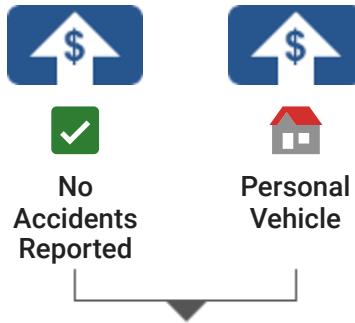 $ $
No
Accidents
Reported
Personal
Vehicle